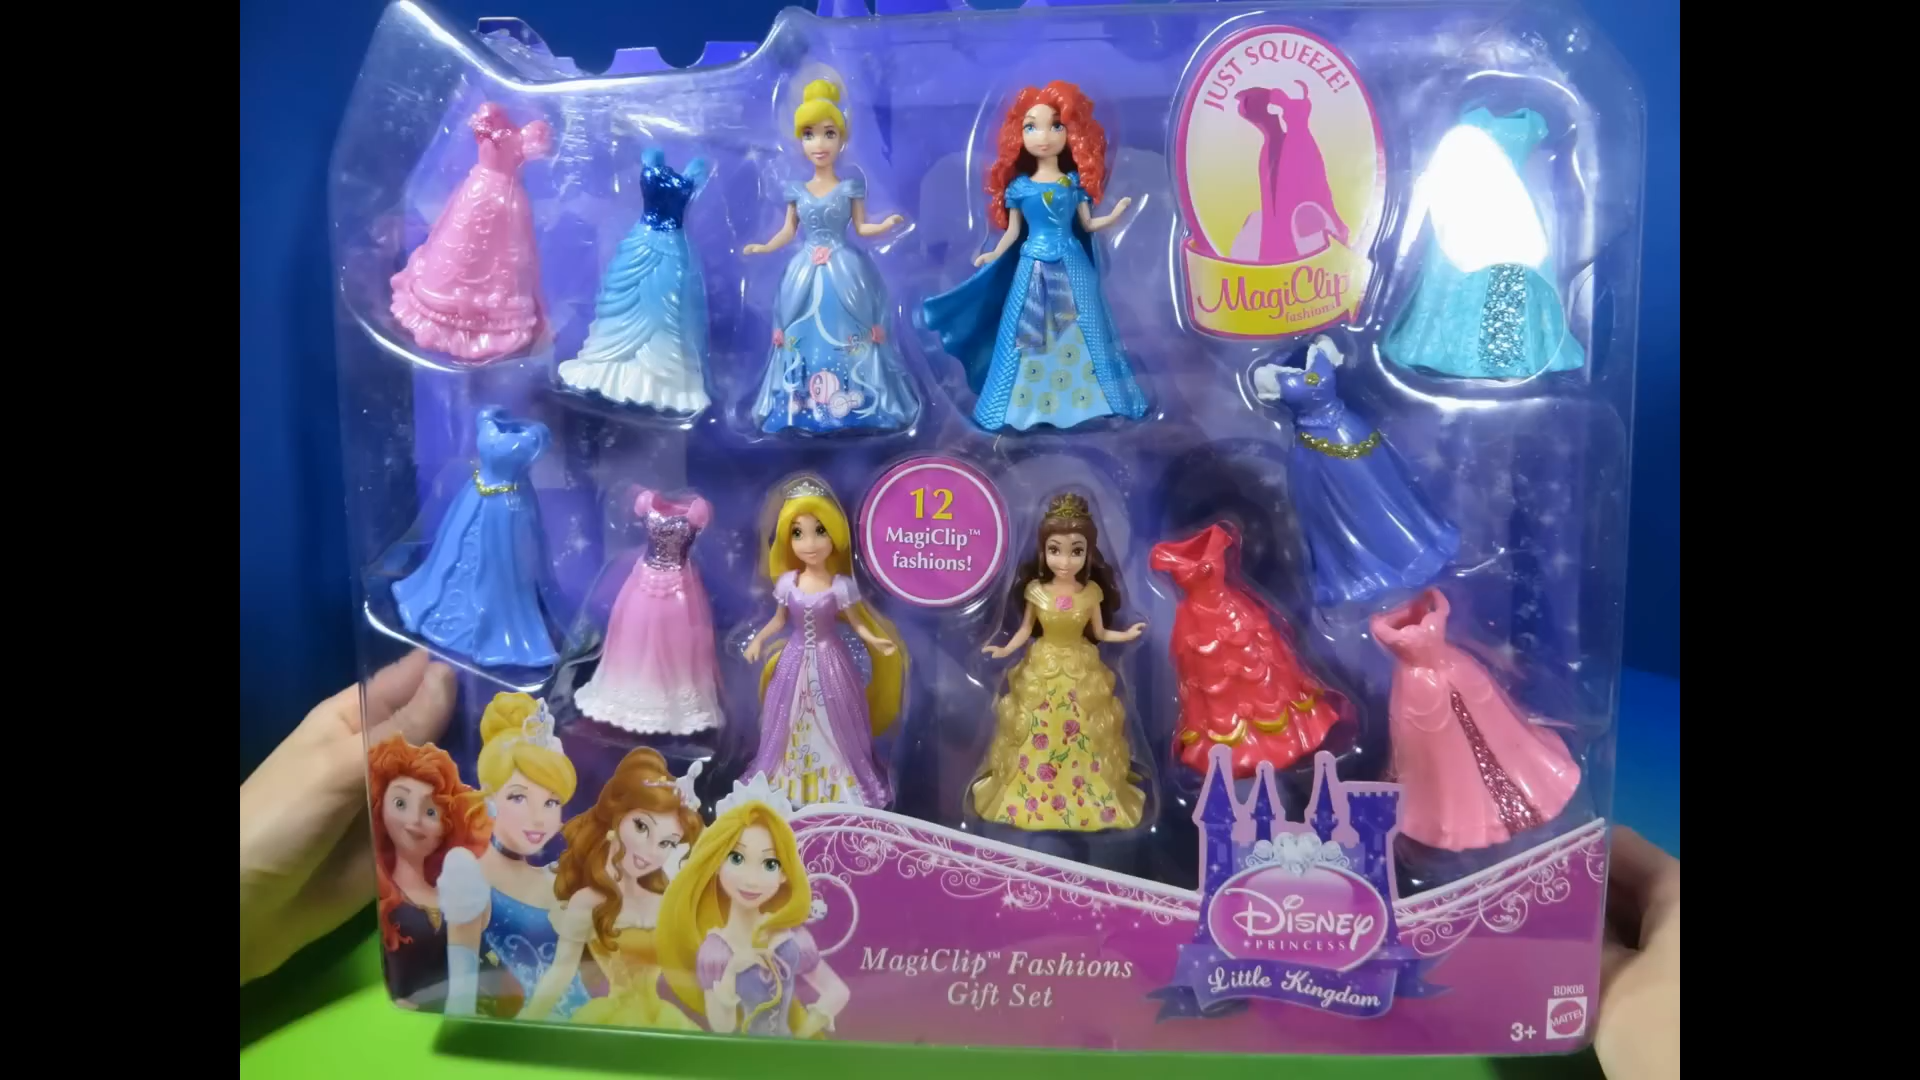 JUST SQUEEZE!
MagiClip
fashions
12
MagiClip™
fashions!
MagiClip™ Fashions
Gift Set
Disney
PRINCESS
Little Kingdom
BDK08
MATTEL
3+